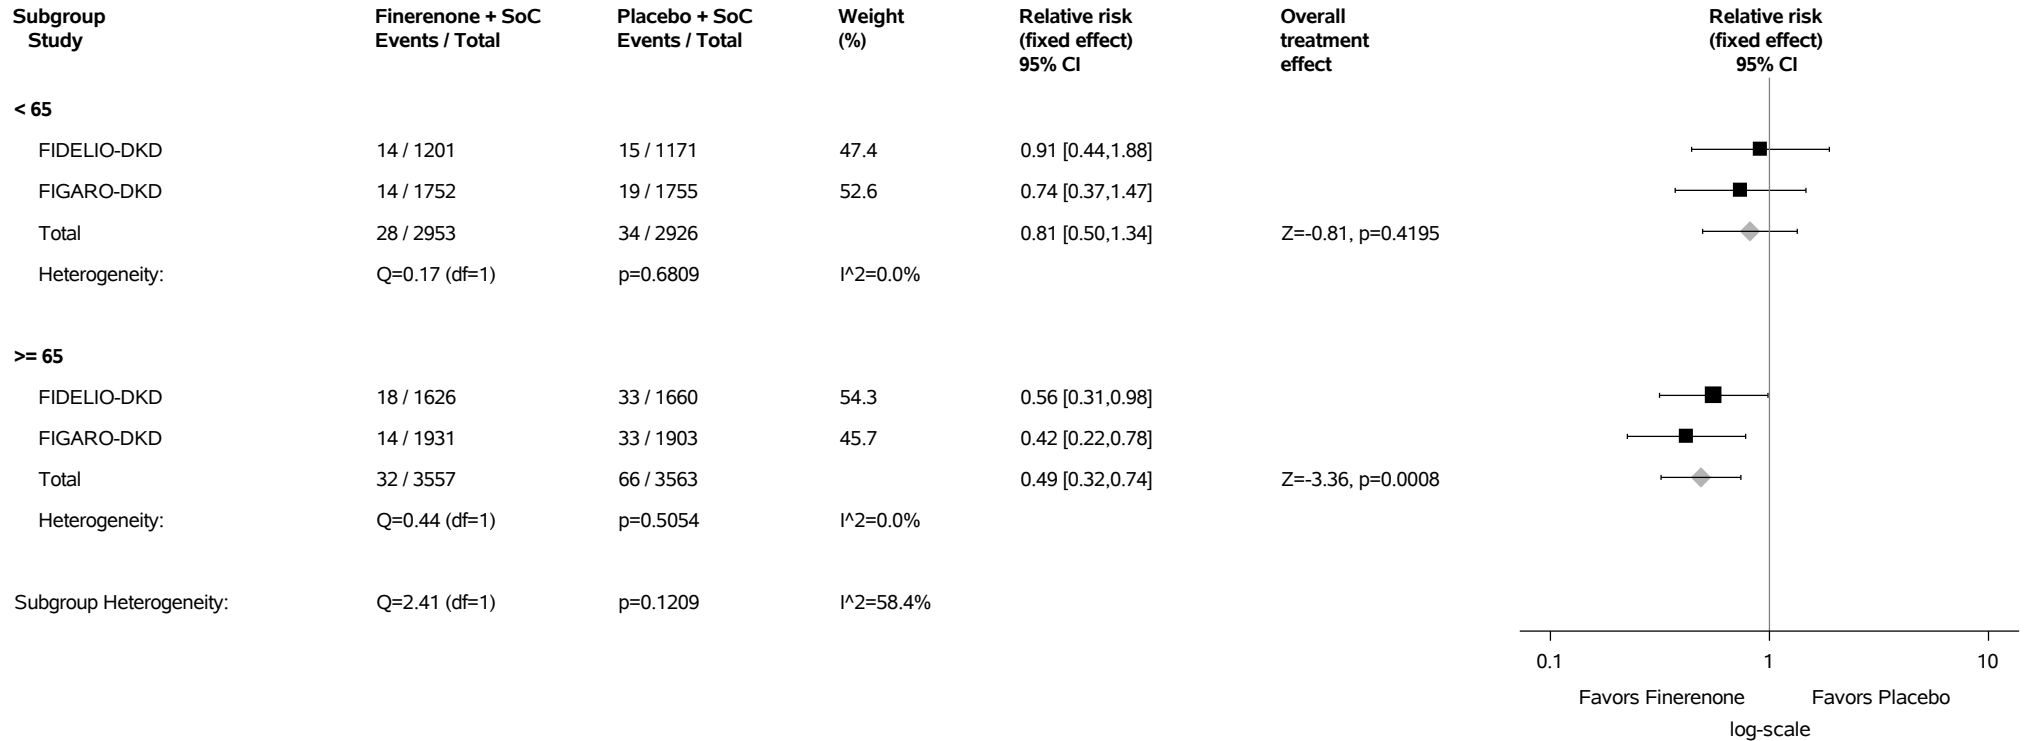 Subgroup Finerenone + SoC Placebo + SoC Weight Relative risk Overall Relative risk
Study Events / Total Events / Total (%) (fixed effect) treatment (fixed effect)
95% CI effect 95% CI
< 65
FIDELIO-DKD 14 / 1201 15 / 1171 47.4 0.91 [0.44,1.88]
FIGARO-DKD 14 / 1752 19 / 1755 52.6 0.74 [0.37,1.47]
Total 28 / 2953 34 / 2926 0.81 [0.50,1.34] Z=-0.81, p=0.4195
Heterogeneity: Q=0.17 (df=1) p=0.6809 I^2=0.0%
>= 65
FIDELIO-DKD 18 / 1626 33 / 1660 54.3 0.56 [0.31,0.98]
FIGARO-DKD 14 / 1931 33 / 1903 45.7 0.42 [0.22,0.78]
Total 32 / 3557 66 / 3563 0.49 [0.32,0.74] Z=-3.36, p=0.0008
Heterogeneity: Q=0.44 (df=1) p=0.5054 I^2=0.0%
Subgroup Heterogeneity: Q=2.41 (df=1) p=0.1209 I^2=58.4%
0.1 1 10
Favors Finerenone Favors Placebo
log-scale